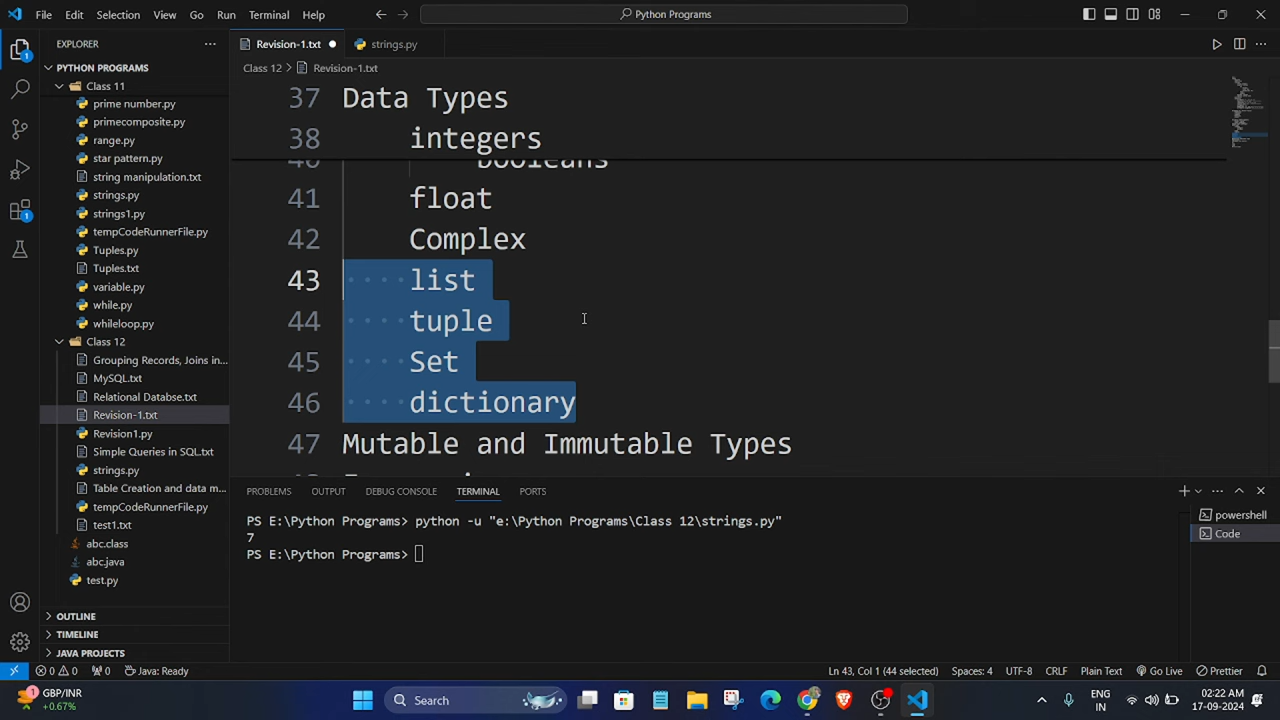 File Edit Selection View Go Run Terminal Help
Python Programs
EXPLORER
Revision-1.txt
strings.py
PYTHON PROGRAMS
Class 12 > Revision-1.txt
Class 11
prime number.py
primecomposite.py
range.py
star pattern.py
string manipulation.txt
strings.py
strings1.py
tempCodeRunnerFile.py
Tuples.py
Tuples.txt
variable.py
while.py
whileloop.py
Class 12
Grouping Records, Joins in...
MySQL.txt
Relational Databse.txt
Revision-1.txt
Revision1.py
Simple Queries in SQL.txt
strings.py
Table Creation and data m...
tempCodeRunnerFile.py
test1.txt
abc.class
abc.java
test.py
OUTLINE
TIMELINE
JAVA PROJECTS
37 Data Types
38 integers
booleans
41 float
42 Complex
43 list
44 tuple
45 Set
46 dictionary
47 Mutable and Immutable Types
PROBLEMS OUTPUT DEBUG CONSOLE TERMINAL PORTS
PS E:\Python Programs> python -u "e:\Python Programs\Class 12\strings.py"
7
PS E:\Python Programs>
powershell
Code
0 0 0 Java: Ready
Ln 43, Col 1 (44 selected) Spaces: 4 UTF-8 CRLF Plain Text Go Live Prettier
GBP/INR
+0.67%
Search
ENG
IN
02:22 AM
17-09-2024